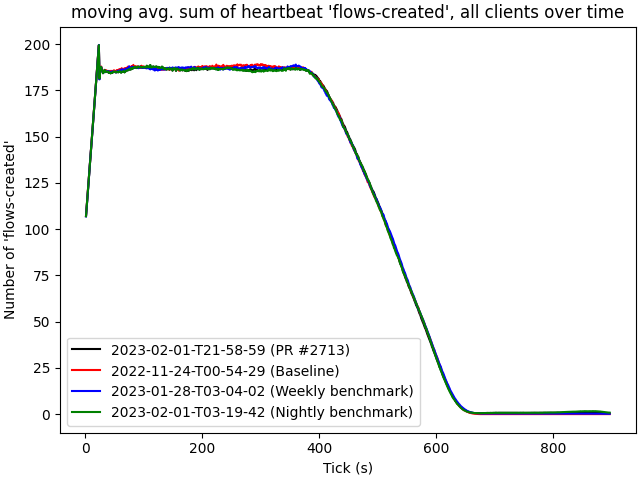 moving avg. sum of heartbeat 'flows-created', all clients over time
Number of 'flows-created'
200
175
150
125
100
75
50
25
0
2023-02-01-T21-58-59 (PR #2713)
2022-11-24-T00-54-29 (Baseline)
2023-01-28-T03-04-02 (Weekly benchmark)
2023-02-01-T03-19-42 (Nightly benchmark)
0 200 400 600 800
Tick (s)